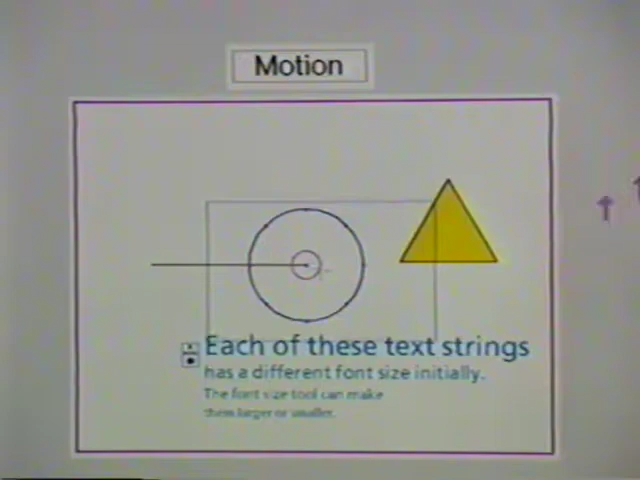 Motion
Each of these text strings
has a different font size initially.
The font size tool can make
them larger or smaller.